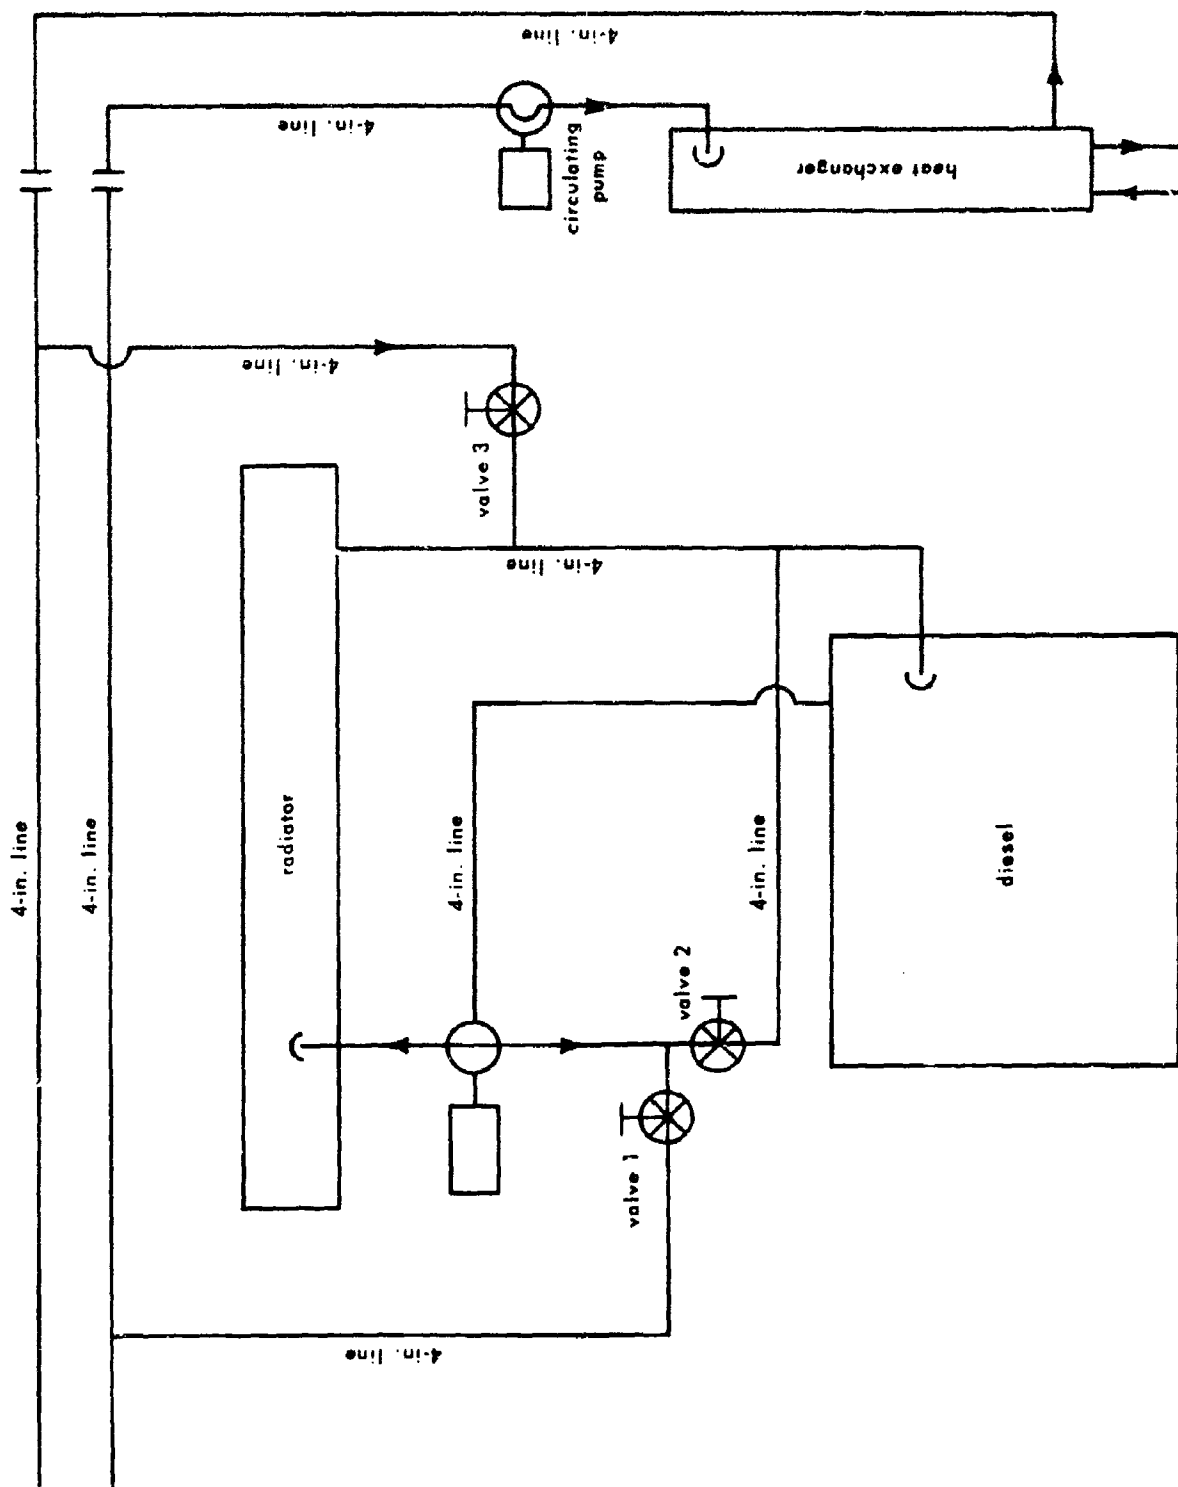 4-in. line
4-in. line
circulating
pump
heat exchanger
4-in. line
valve 3
4-in. line
4-in. line
4-in. line
radiator
4-in. line
4-in. line
diesel
valve 2
valve 1
4-in. line